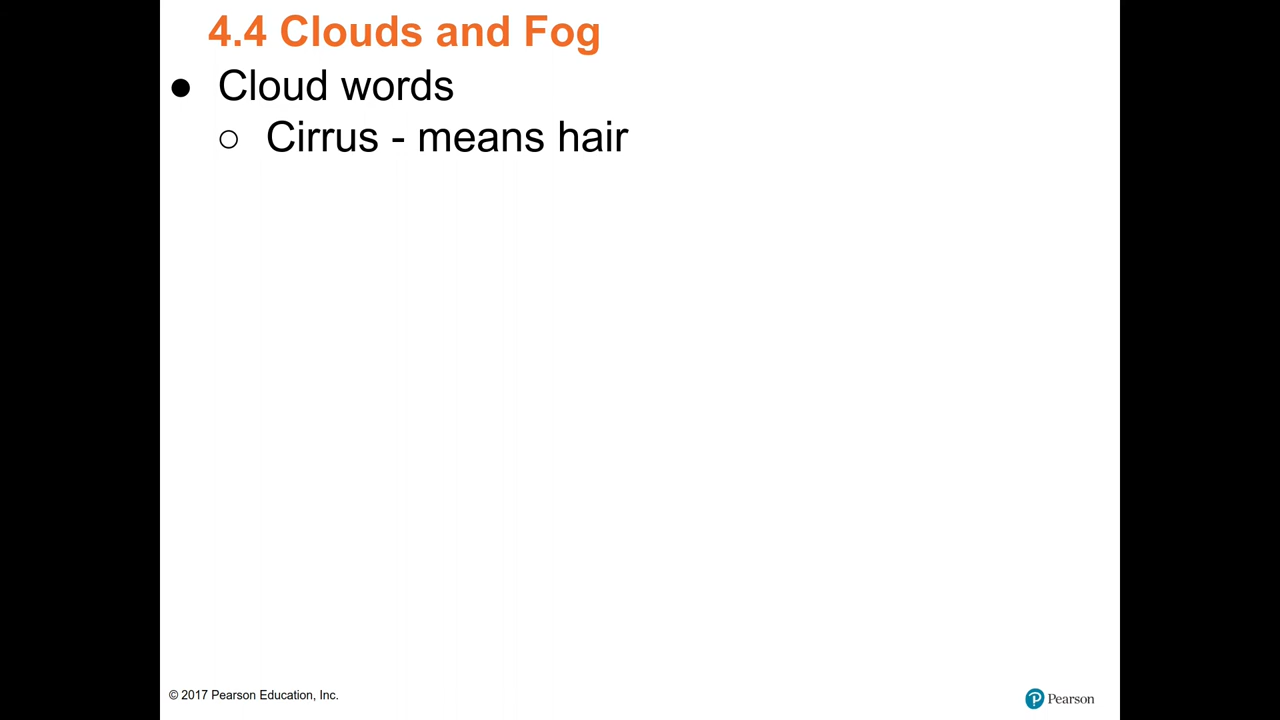 4.4 Clouds and Fog
● Cloud words
○ Cirrus - means hair
© 2017 Pearson Education, Inc.
Pearson